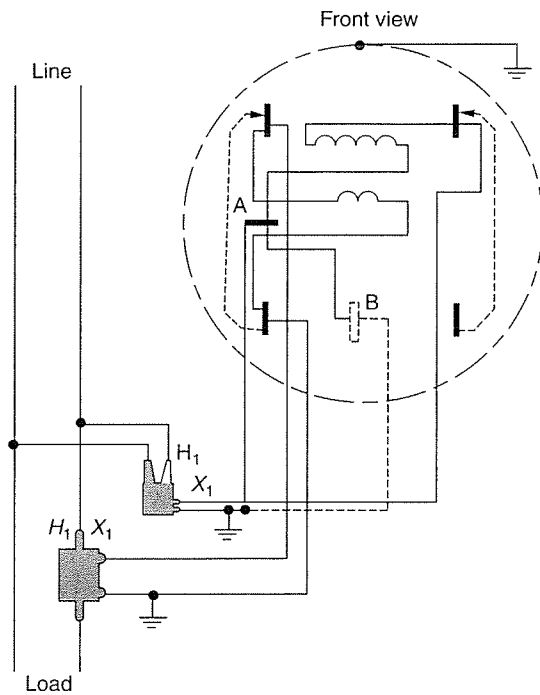 Front view
Line
A
B
H₁
X₁
H₁ X₁
Load